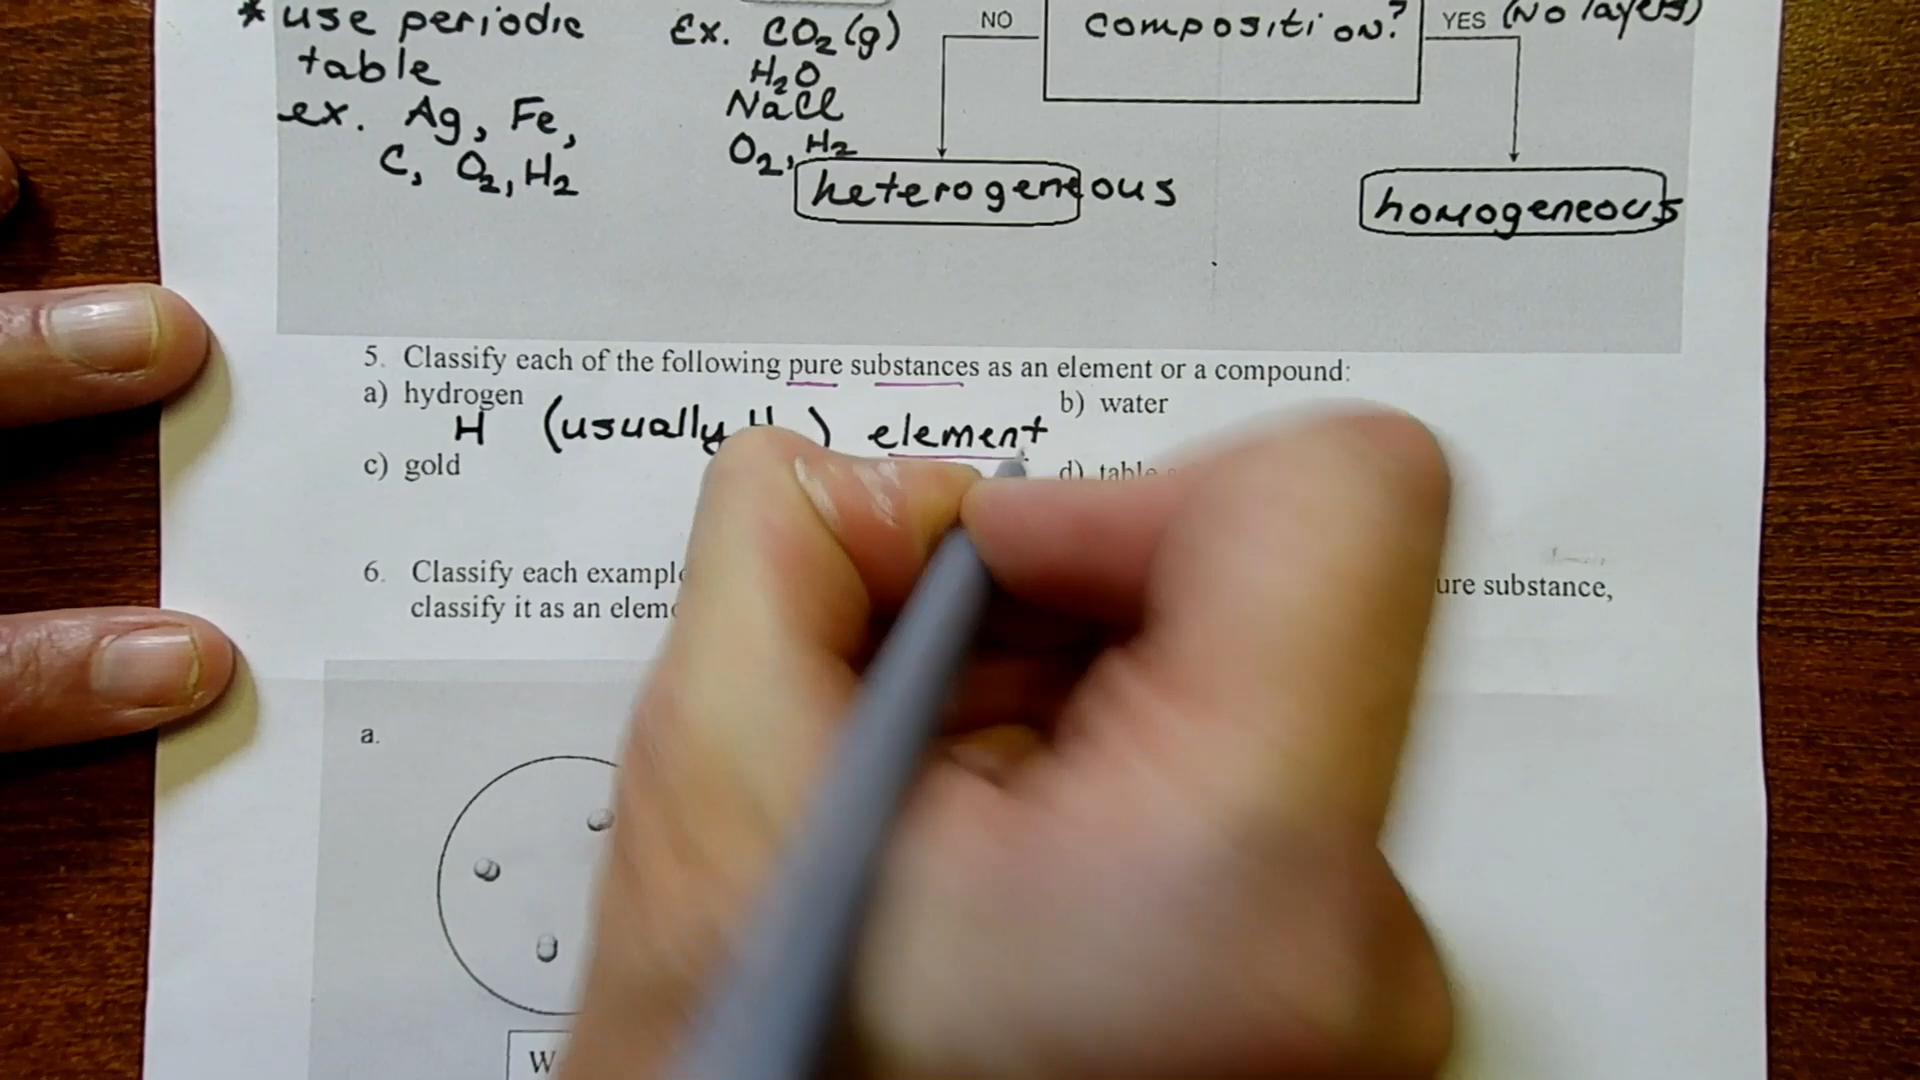 * use periodic
table
ex. Ag, Fe,
C, O₂, H₂
Ex. CO₂(g)
H₂O
NaCl
O₂, H₂
NO
composition?
YES (No layers)
heterogeneous
homogeneous
5. Classify each of the following pure substances as an element or a compound:
a) hydrogen
b) water
H (usually H ) element
c) gold
d) table
6. Classify each example
ure substance,
classify it as an elem
a.
W